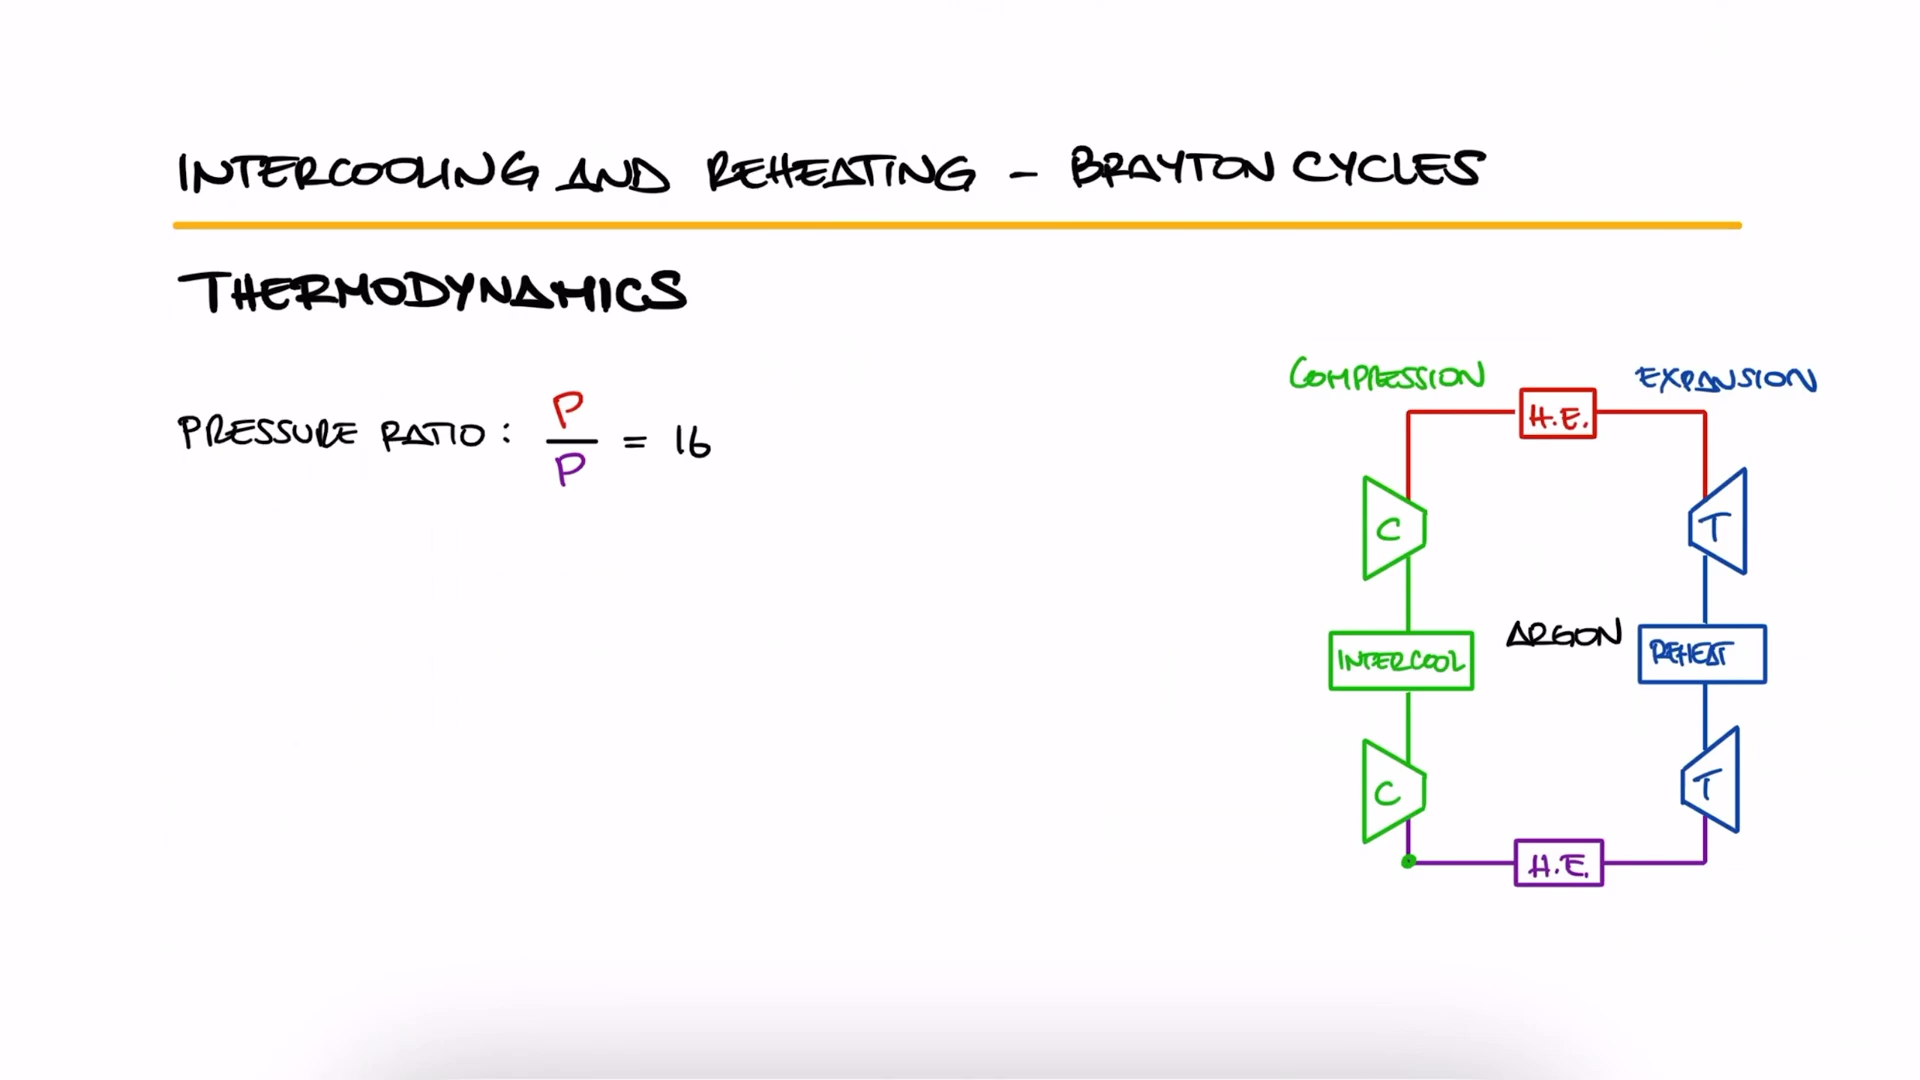 INTERCOOLING AND REHEATING - BRAYTON CYCLES
THERMODYNAMICS
PRESSURE RATIO: P/P = 16
COMPRESSION
EXPANSION
H.E.
C
T
INTERCOOL
ARGON
REHEAT
C
T
H.E.